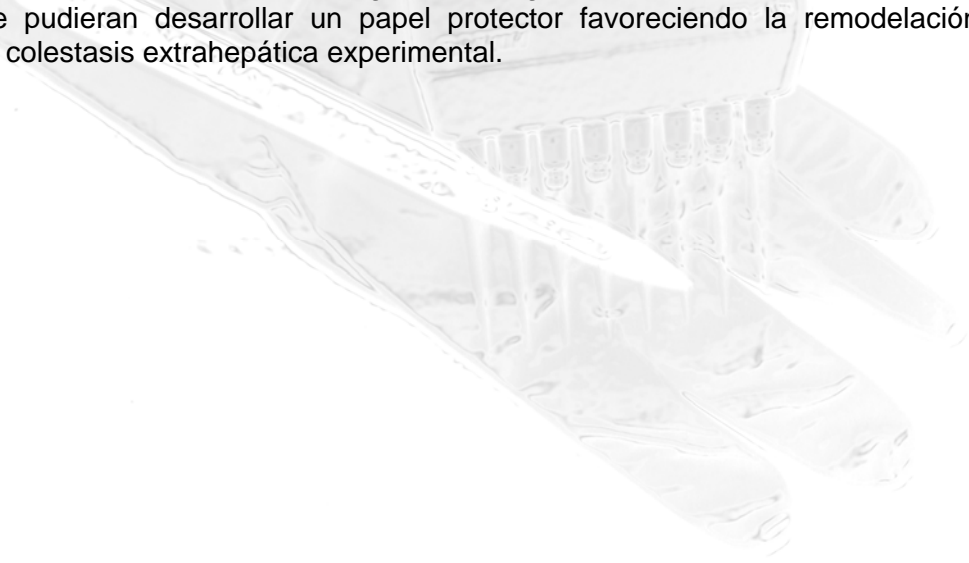 pudieran desarrollar un papel protector favoreciendo la remodelación
colestasis extrahepática experimental.